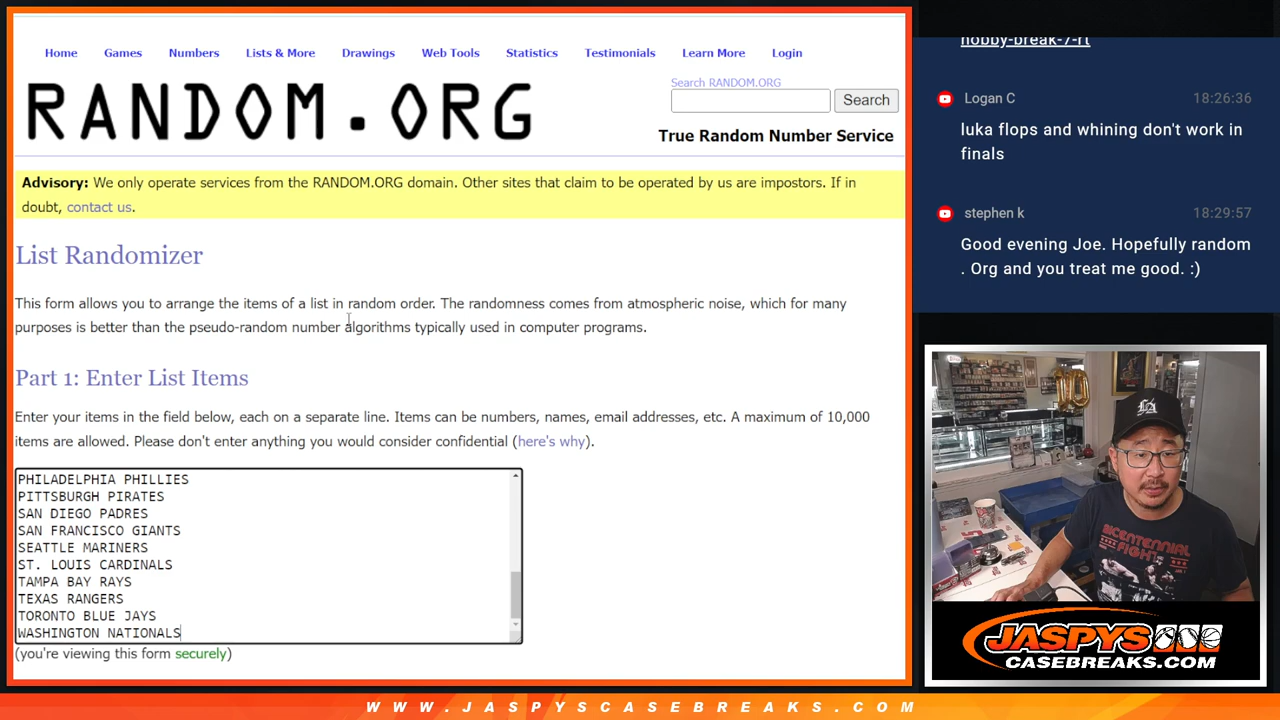 Home Games Numbers Lists & More Drawings Web Tools Statistics Testimonials Learn More Login
RANDOM.ORG
Search RANDOM.ORG
Search
True Random Number Service
Advisory: We only operate services from the RANDOM.ORG domain. Other sites that claim to be operated by us are impostors. If in
doubt, contact us.
List Randomizer
This form allows you to arrange the items of a list in random order. The randomness comes from atmospheric noise, which for many
purposes is better than the pseudo-random number algorithms typically used in computer programs.
Part 1: Enter List Items
Enter your items in the field below, each on a separate line. Items can be numbers, names, email addresses, etc. A maximum of 10,000
items are allowed. Please don't enter anything you would consider confidential (here's why).
PHILADELPHIA PHILLIES
PITTSBURGH PIRATES
SAN DIEGO PADRES
SAN FRANCISCO GIANTS
SEATTLE MARINERS
ST. LOUIS CARDINALS
TAMPA BAY RAYS
TEXAS RANGERS
TORONTO BLUE JAYS
WASHINGTON NATIONALS
(you're viewing this form securely)
hobby-break-7-rt
Logan C 18:26:36
luka flops and whining don't work in
finals
stephen k 18:29:57
Good evening Joe. Hopefully random
. Org and you treat me good. :)
10
BICENTENNIAL
FIGHT
JASPYS
CASEBREAKS.COM
WWW.JASPYSCASEBREAKS.COM